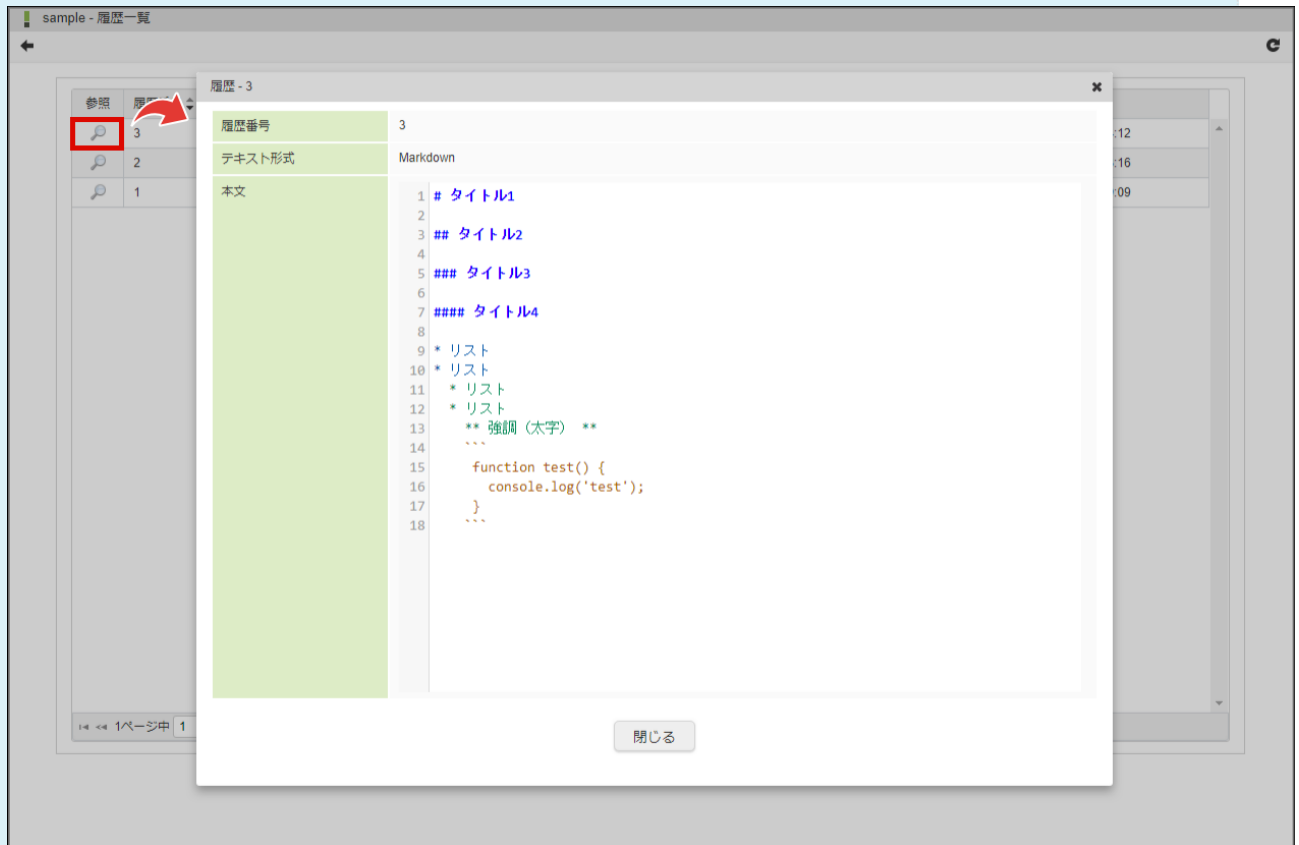 sample - 履歴一覧
履歴 - 3
参照
履歴番号 3
テキスト形式 Markdown
本文
1 # タイトル1
2
3 ## タイトル2
4
5 ### タイトル3
6
7 #### タイトル4
8
9 * リスト
10 * リスト
11 * リスト
12 * リスト
13 ** 強調（太字） **
14 ```
15 function test() {
16 console.log('test');
17 }
18 ```
3 :12
2 :16
1 :09
1ページ中 1
閉じる